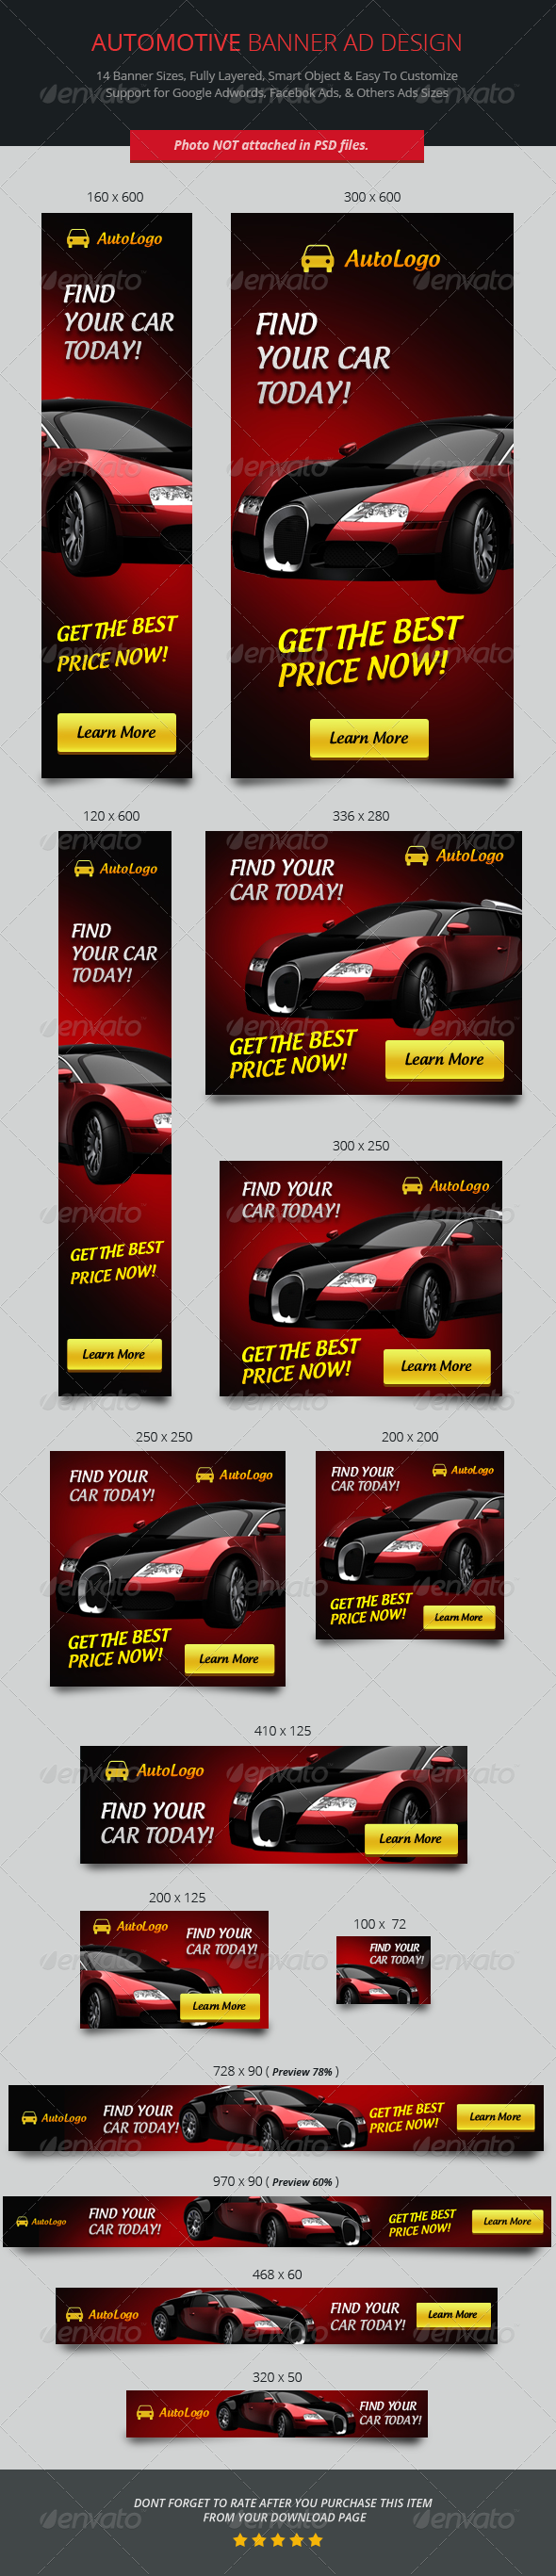 AUTOMOTIVE BANNER AD DESIGN
14 Banner Sizes, Fully Layered, Smart Object & Easy To Customize
Support for Google Adwords, Facebok Ads, & Others Ads Sizes
Photo NOT attached in PSD files.
160 x 600
AutoLogo
FIND
YOUR CAR
TODAY!
GET THE BEST
PRICE NOW!
Learn More
300 x 600
AutoLogo
FIND
YOUR CAR
TODAY!
GET THE BEST
PRICE NOW!
Learn More
120 x 600
AutoLogo
FIND
YOUR CAR
TODAY!
GET THE BEST
PRICE NOW!
Learn More
336 x 280
FIND YOUR
CAR TODAY!
AutoLogo
GET THE BEST
PRICE NOW!
Learn More
300 x 250
FIND YOUR
CAR TODAY!
AutoLogo
GET THE BEST
PRICE NOW!
Learn More
250 x 250
FIND YOUR
CAR TODAY!
AutoLogo
GET THE BEST
PRICE NOW!
Learn More
200 x 200
FIND YOUR
CAR TODAY!
AutoLogo
GET THE BEST
PRICE NOW!
Learn More
410 x 125
AutoLogo
FIND YOUR
CAR TODAY!
Learn More
200 x 125
AutoLogo
FIND YOUR
CAR TODAY!
Learn More
100 x 72
FIND YOUR
CAR TODAY!
728 x 90 ( Preview 78% )
AutoLogo
FIND YOUR
CAR TODAY!
GET THE BEST
PRICE NOW!
Learn More
970 x 90 ( Preview 60% )
AutoLogo
FIND YOUR
CAR TODAY!
GET THE BEST
PRICE NOW!
Learn More
468 x 60
AutoLogo
FIND YOUR
CAR TODAY!
Learn More
320 x 50
AutoLogo
FIND YOUR
CAR TODAY!
DONT FORGET TO RATE AFTER YOU PURCHASE THIS ITEM
FROM YOUR DOWNLOAD PAGE
envato